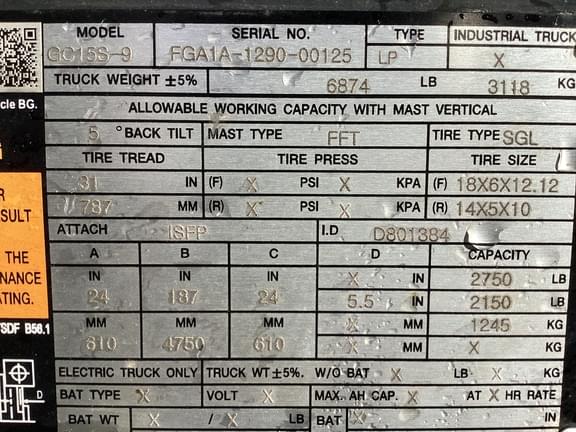 MODEL SERIAL NO. TYPE INDUSTRIAL TRUCK
GC15S-9 FGA1A-1290-00125 LP X
TRUCK WEIGHT ±5% 6874 LB 3118 KG
cle BG.
ALLOWABLE WORKING CAPACITY WITH MAST VERTICAL
5 °BACK TILT MAST TYPE FFT TIRE TYPE SGL
TIRE TREAD TIRE PRESS TIRE SIZE
31 IN (F) X PSI X KPA (F) 18X6X12.12
787 MM (R) X PSI X KPA (R) 14X5X10
R
SULT
THE
NANCE
ATING.
ATTACH ISFP I.D D801384
A B C D CAPACITY
IN IN IN X IN 2750 LB
24 187 24 5.5 IN 2150 LB
MM MM MM X MM 1245 KG
610 4750 610 X MM X KG
TSDF B56.1
ELECTRIC TRUCK ONLY TRUCK WT ±5%. W/O BAT X LB X KG
BAT TYPE X VOLT X MAX. AH CAP. X AT X HR RATE
D
BAT WT X / X LB BAT X IN